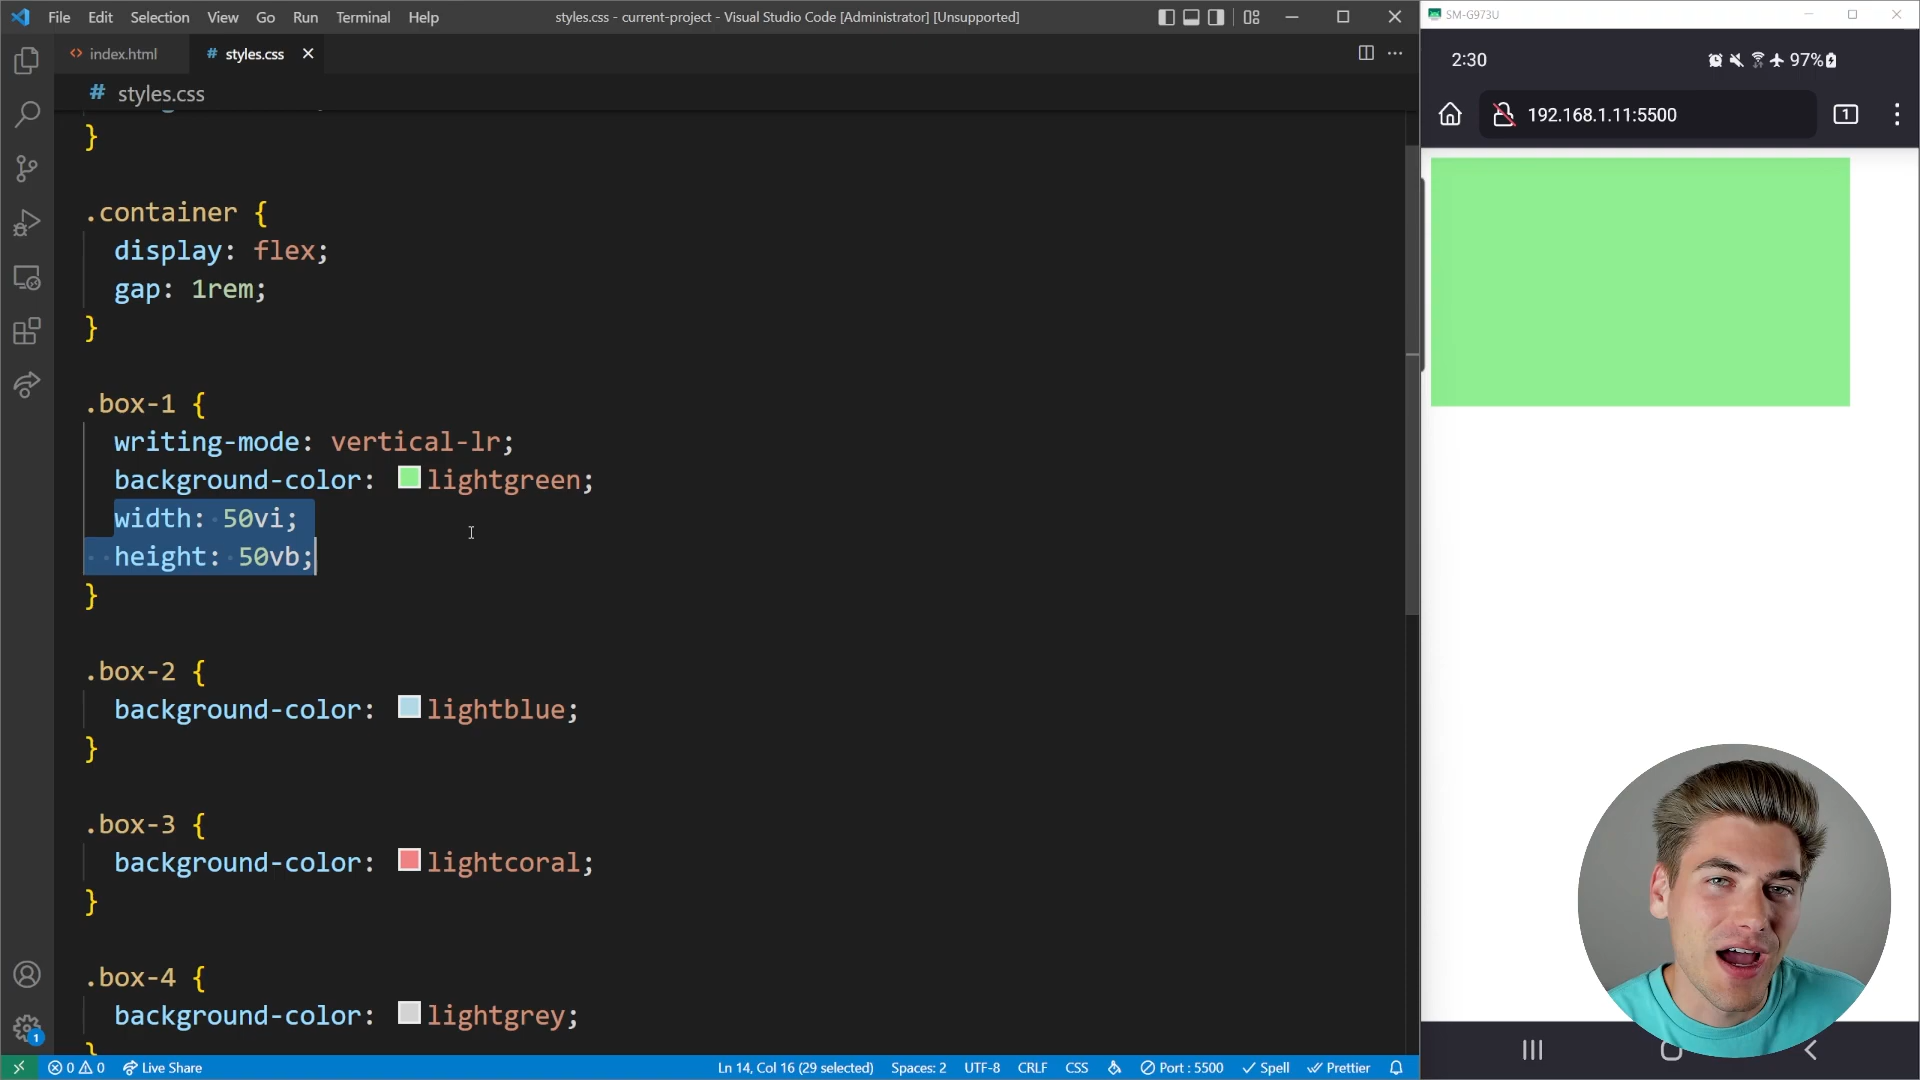 File Edit Selection View Go Run Terminal Help
styles.css - current-project - Visual Studio Code [Administrator] [Unsupported]
index.html
# styles.css
# styles.css
}
.container {
display: flex;
gap: 1rem;
}
.box-1 {
writing-mode: vertical-lr;
background-color: lightgreen;
width: 50vi;
height: 50vb;
}
.box-2 {
background-color: lightblue;
}
.box-3 {
background-color: lightcoral;
}
.box-4 {
background-color: lightgrey;
1
0 0 Live Share
Ln 14, Col 16 (29 selected) Spaces: 2 UTF-8 CRLF CSS Port : 5500 Spell Prettier
SM-G973U
2:30
97%
192.168.1.11:5500
1